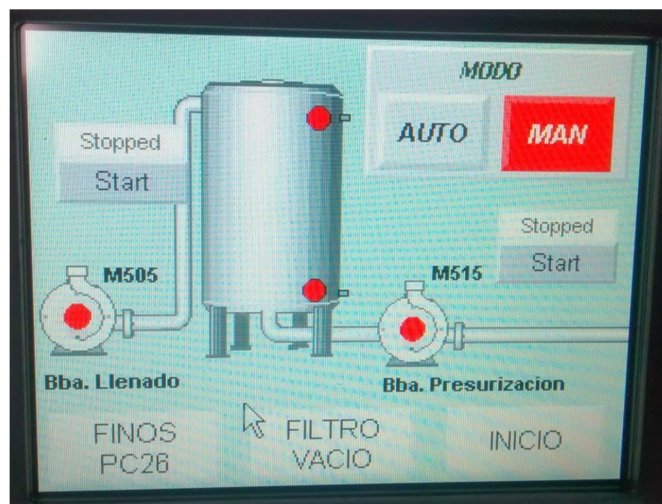 MODO
AUTO
MAN
Stopped
Start
Stopped
Start
M505
M515
Bba. Llenado
Bba. Presurizacion
FINOS
PC26
FILTRO
VACIO
INICIO